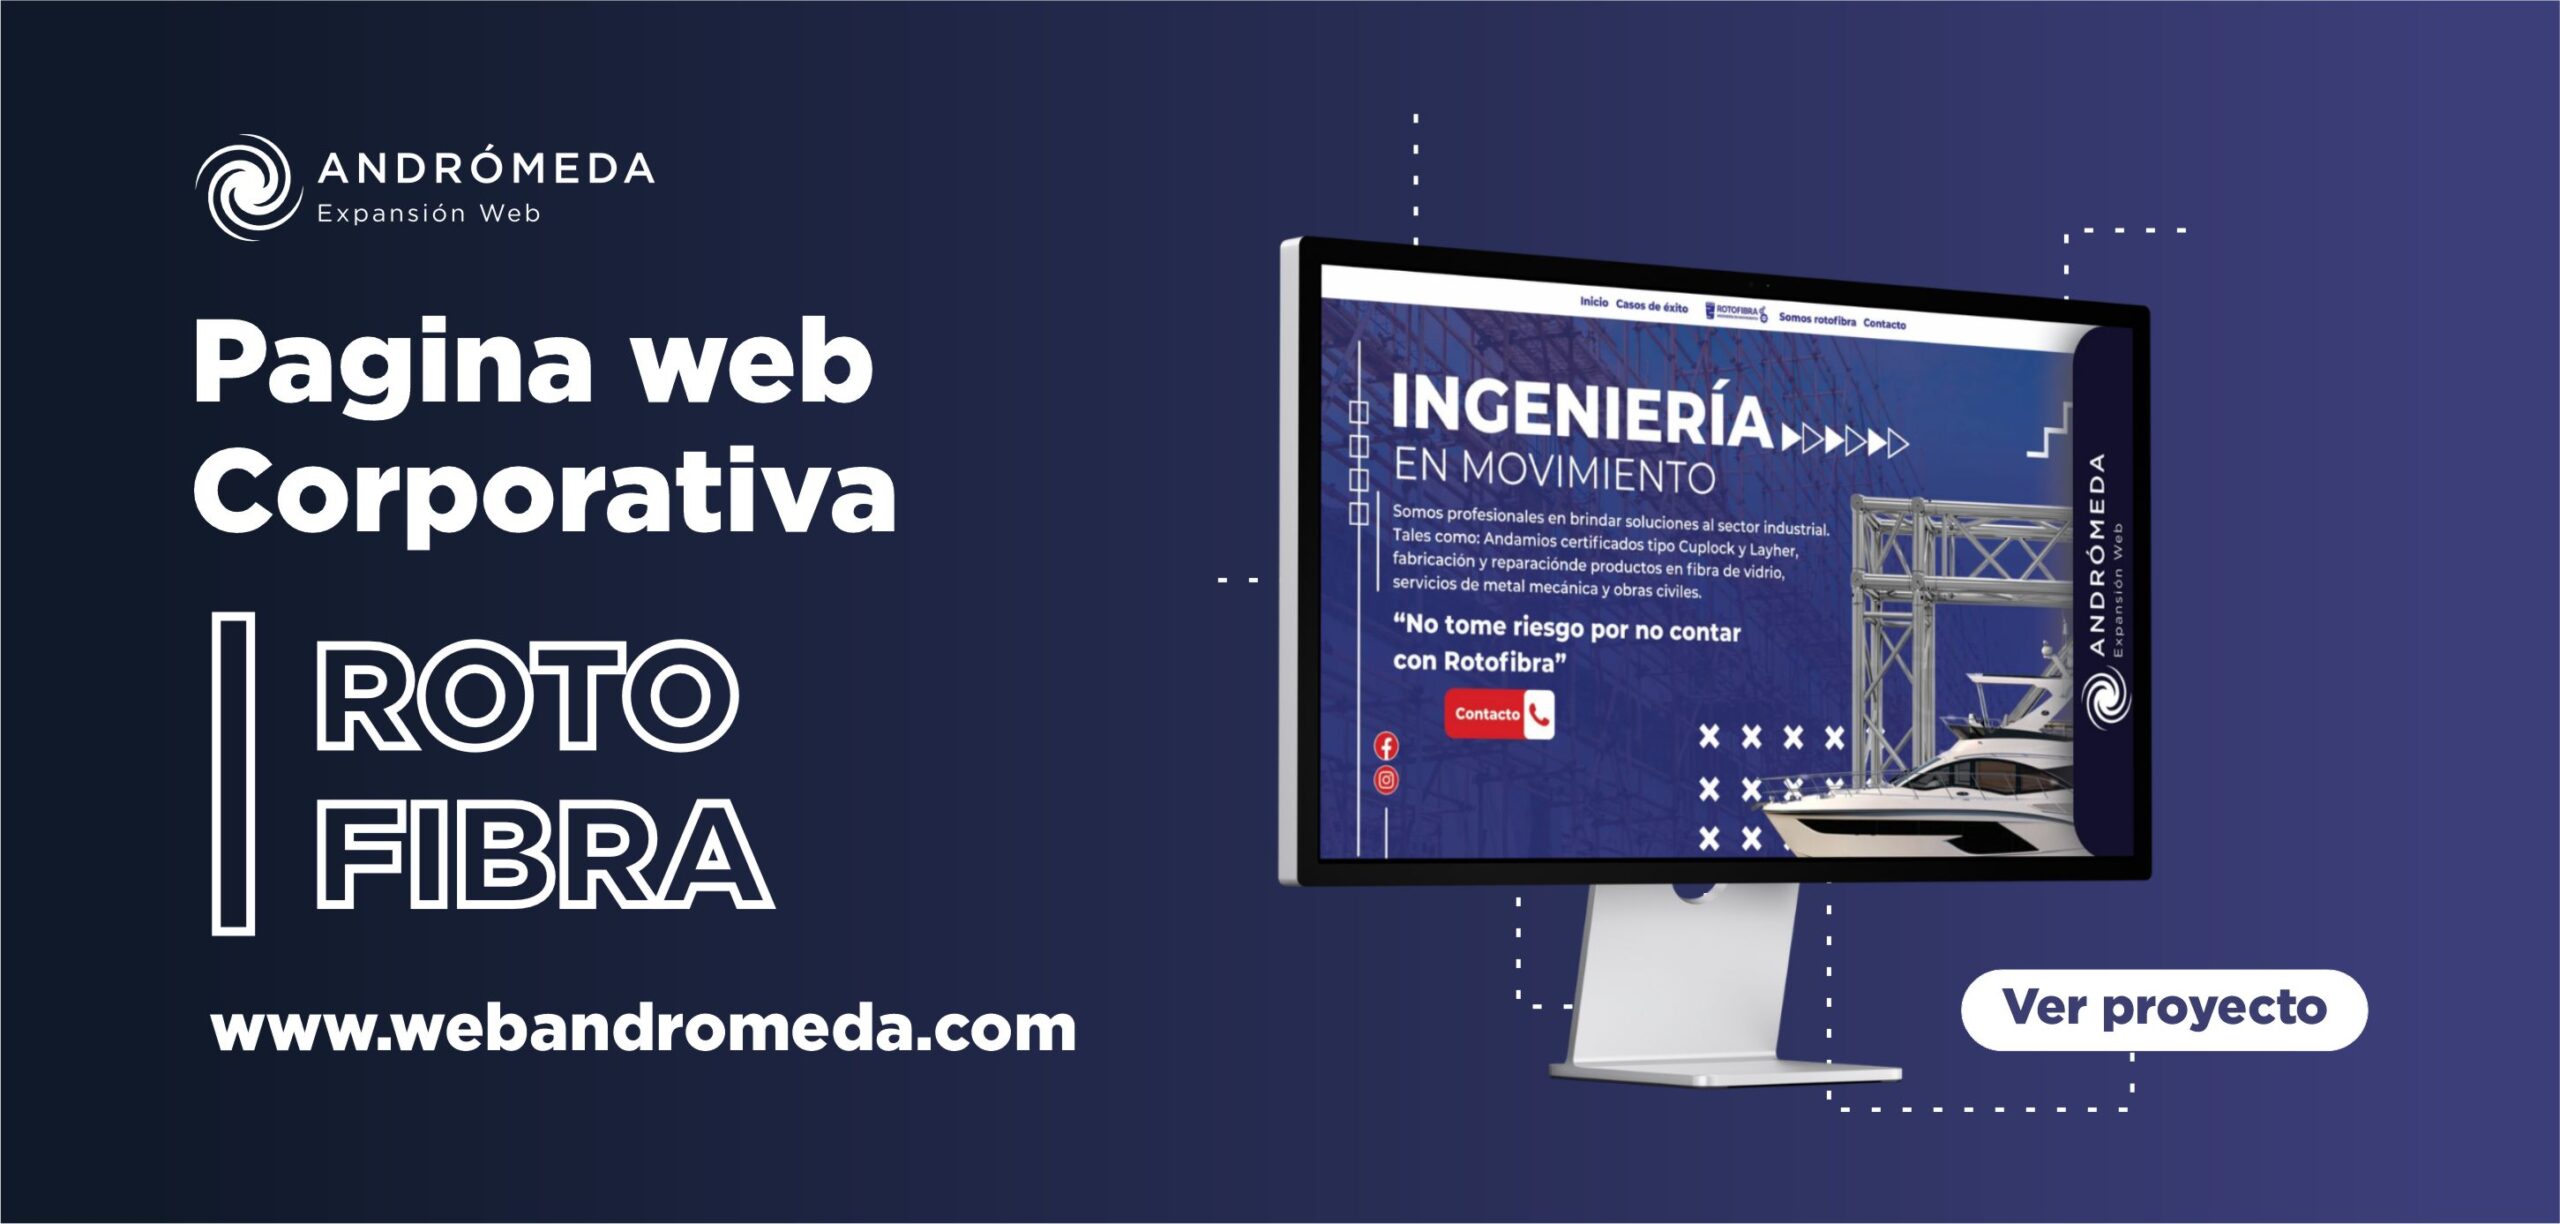 ANDRÓMEDA
Expansión Web
Pagina web
Corporativa
ROTO
FIBRA
www.webandromeda.com
Inicio Casos de éxito ROTOFIBRA Somos rotofibra Contacto
INGENIERÍA
EN MOVIMIENTO
Somos profesionales en brindar soluciones al sector industrial.
Tales como: Andamios certificados tipo Cuplock y Layher,
fabricación y reparaciónde productos en fibra de vidrio,
servicios de metal mecánica y obras civiles.
“No tome riesgo por no contar
con Rotofibra”
Contacto
ANDRÓMEDA
Expansión Web
Ver proyecto